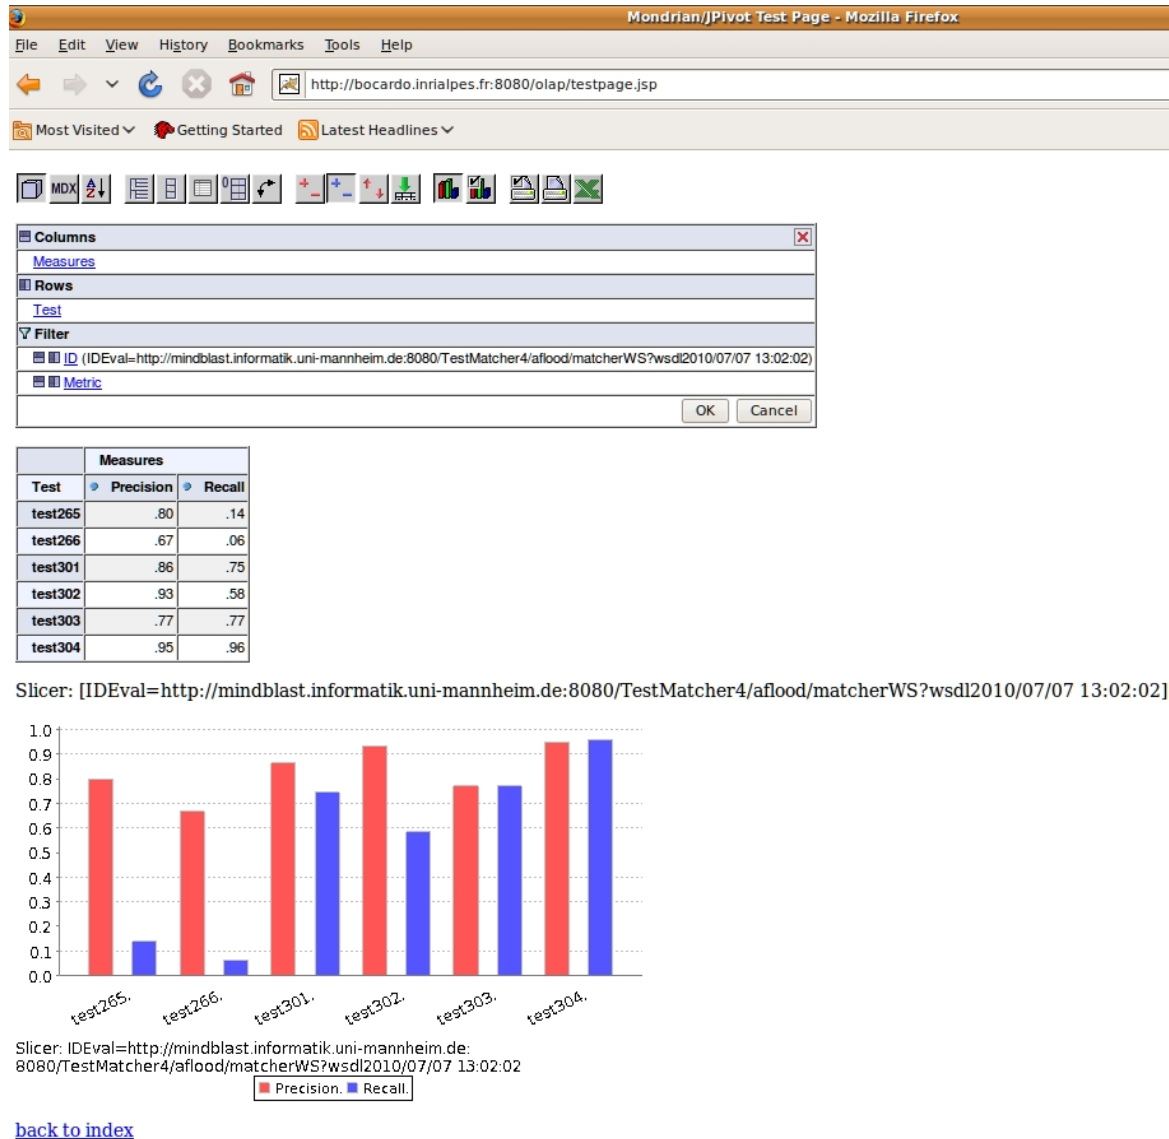 Mondrian/JPivot Test Page - Mozilla Firefox
File Edit View History Bookmarks Tools Help
http://bocardo.inrialpes.fr:8080/olap/testpage.jsp
Most Visited Getting Started Latest Headlines
MDX
Columns
Measures
Rows
Test
Filter
ID (IDEval=http://mindblast.informatik.uni-mannheim.de:8080/TestMatcher4/aflood/matcherWS?wsdl2010/07/07 13:02:02)
Metric
OK Cancel
Measures
Test Precision Recall
test265 .80 .14
test266 .67 .06
test301 .86 .75
test302 .93 .58
test303 .77 .77
test304 .95 .96
Slicer: [IDEval=http://mindblast.informatik.uni-mannheim.de:8080/TestMatcher4/aflood/matcherWS?wsdl2010/07/07 13:02:02]
1.0
0.9
0.8
0.7
0.6
0.5
0.4
0.3
0.2
0.1
0.0
test265. test266. test301. test302. test303. test304.
Slicer: IDEval=http://mindblast.informatik.uni-mannheim.de:
8080/TestMatcher4/aflood/matcherWS?wsdl2010/07/07 13:02:02
Precision. Recall.
back to index